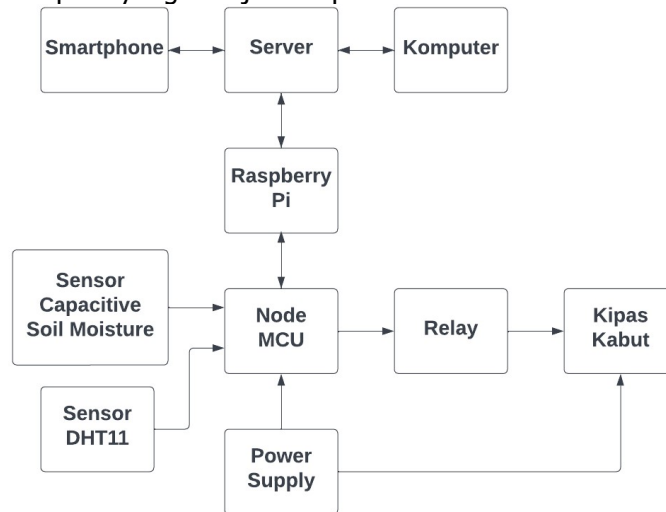 Smartphone
Server
Komputer
Raspberry
Pi
Sensor
Capacitive
Soil Moisture
Node
MCU
Relay
Kipas
Kabut
Sensor
DHT11
Power
Supply